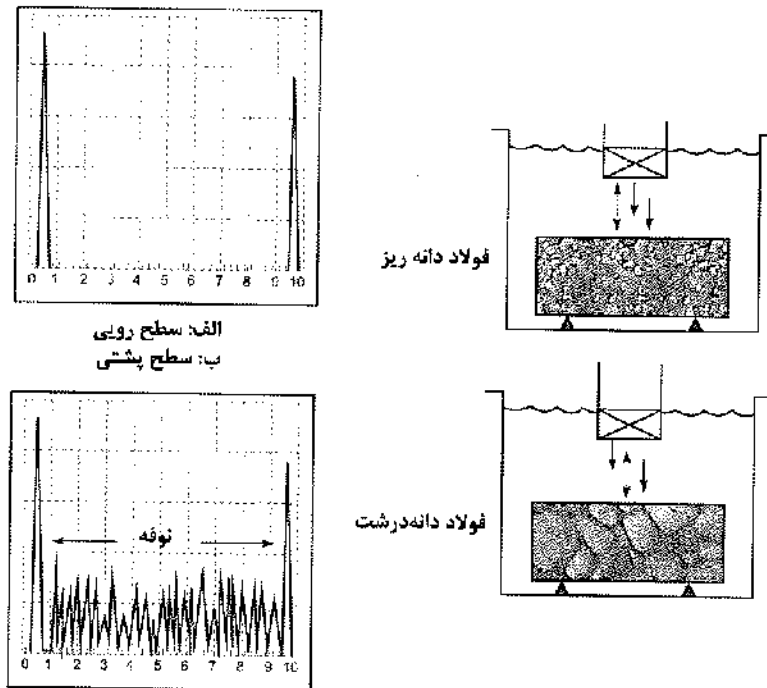 0 1 2 3 4 5 6 7 8 9 10
الف: سطح رویی
ب: سطح پشتی
فولاد دانه ریز
نوفه
0 1 2 3 4 5 6 7 8 9 10
فولاد دانه‌درشت